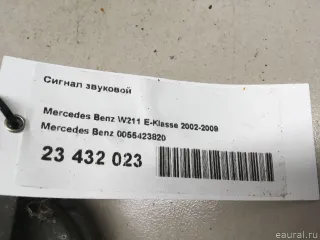 Сигнал звуковой
Mercedes Benz W211 E-Klasse 2002-2009
Mercedes Benz 0055423820
23 432 023
eaural.ru